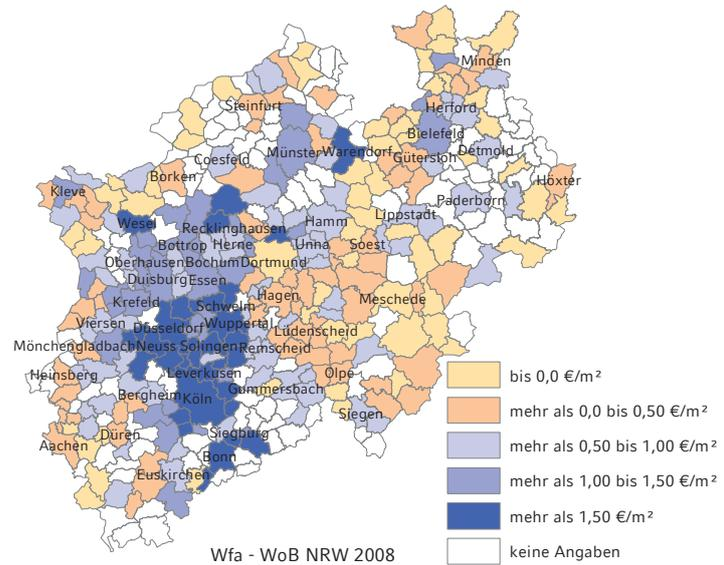 Minden
Steinfurt
Herford
Bielefeld
Münster
Warendorf
Gütersloh
Detmold
Coesfeld
Borken
Höxter
Kleve
Paderborn
Wesel
Hamm
Lippstadt
Recklinghausen
Bottrop
Herne
Unna
Soest
Oberhausen
Bochum
Dortmund
Duisburg
Essen
Krefeld
Hagen
Schwelm
Meschede
Viersen
Düsseldorf
Wuppertal
Lüdenscheid
Mönchengladbach
Neuss
Solingen
Remscheid
Heinsberg
Leverkusen
Olpe
Gummersbach
Bergheim
Köln
Siegen
Düren
Siegburg
Aachen
Bonn
Euskirchen
bis 0,0 €/m²
mehr als 0,0 bis 0,50 €/m²
mehr als 0,50 bis 1,00 €/m²
mehr als 1,00 bis 1,50 €/m²
mehr als 1,50 €/m²
keine Angaben
Wfa - WoB NRW 2008